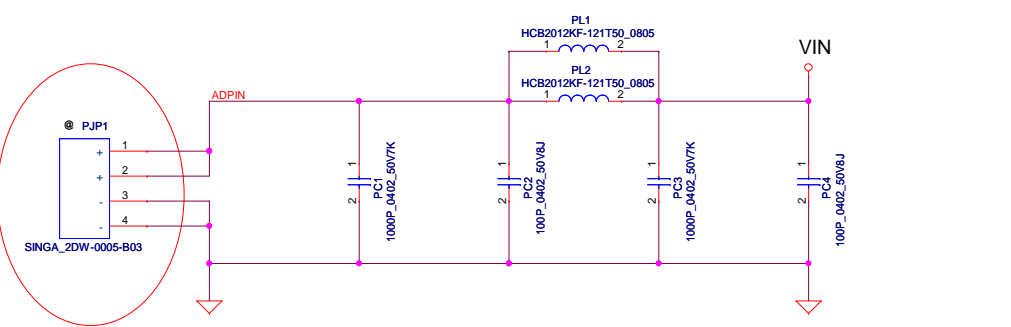 PL1
HCB2012KF-121T50_0805
1 2
VIN
PL2
HCB2012KF-121T50_0805
1 2
ADPIN
@ PJP1
+ 1
+ 2
- 3
- 4
SINGA_2DW-0005-B03
1
2
PC1
1000P_0402_50V7K
1
2
PC2
100P_0402_50V8J
1
2
PC3
1000P_0402_50V7K
1
2
PC4
100P_0402_50V8J